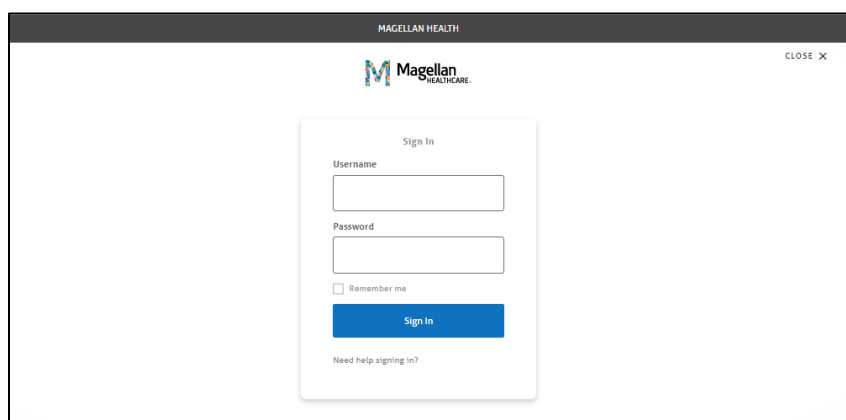 MAGELLAN HEALTH
CLOSE X
Magellan
HEALTHCARE.
Sign In
Username
Password
Remember me
Sign In
Need help signing in?